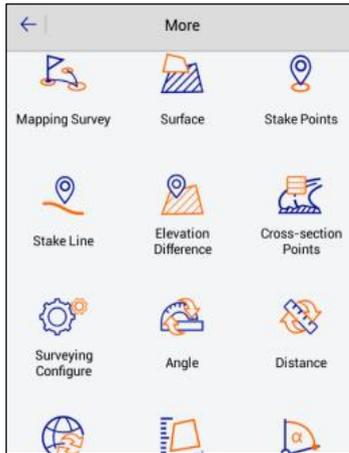 More
Mapping Survey
Surface
Stake Points
Stake Line
Elevation
Difference
Cross-section
Points
Surveying
Configure
Angle
Distance
α